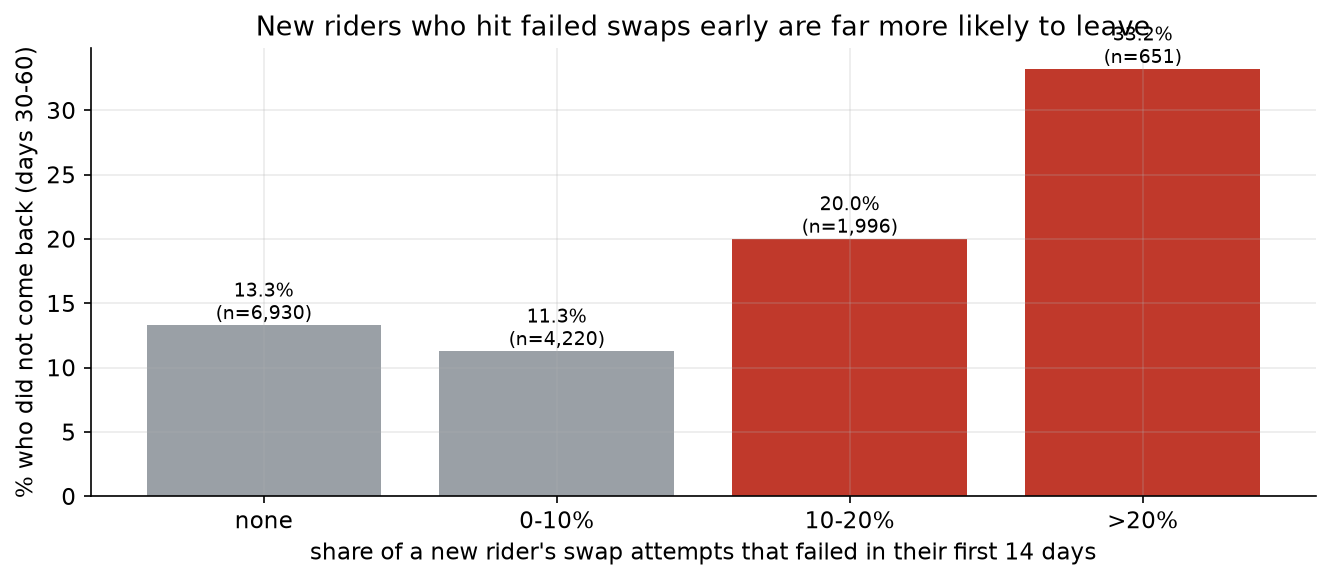 New riders who hit failed swaps early are far more likely to leave
33.2%
(n=651)
% who did not come back (days 30-60)
30
25
20
15
10
5
0
20.0%
(n=1,996)
13.3%
(n=6,930)
11.3%
(n=4,220)
none
0-10%
10-20%
>20%
share of a new rider's swap attempts that failed in their first 14 days